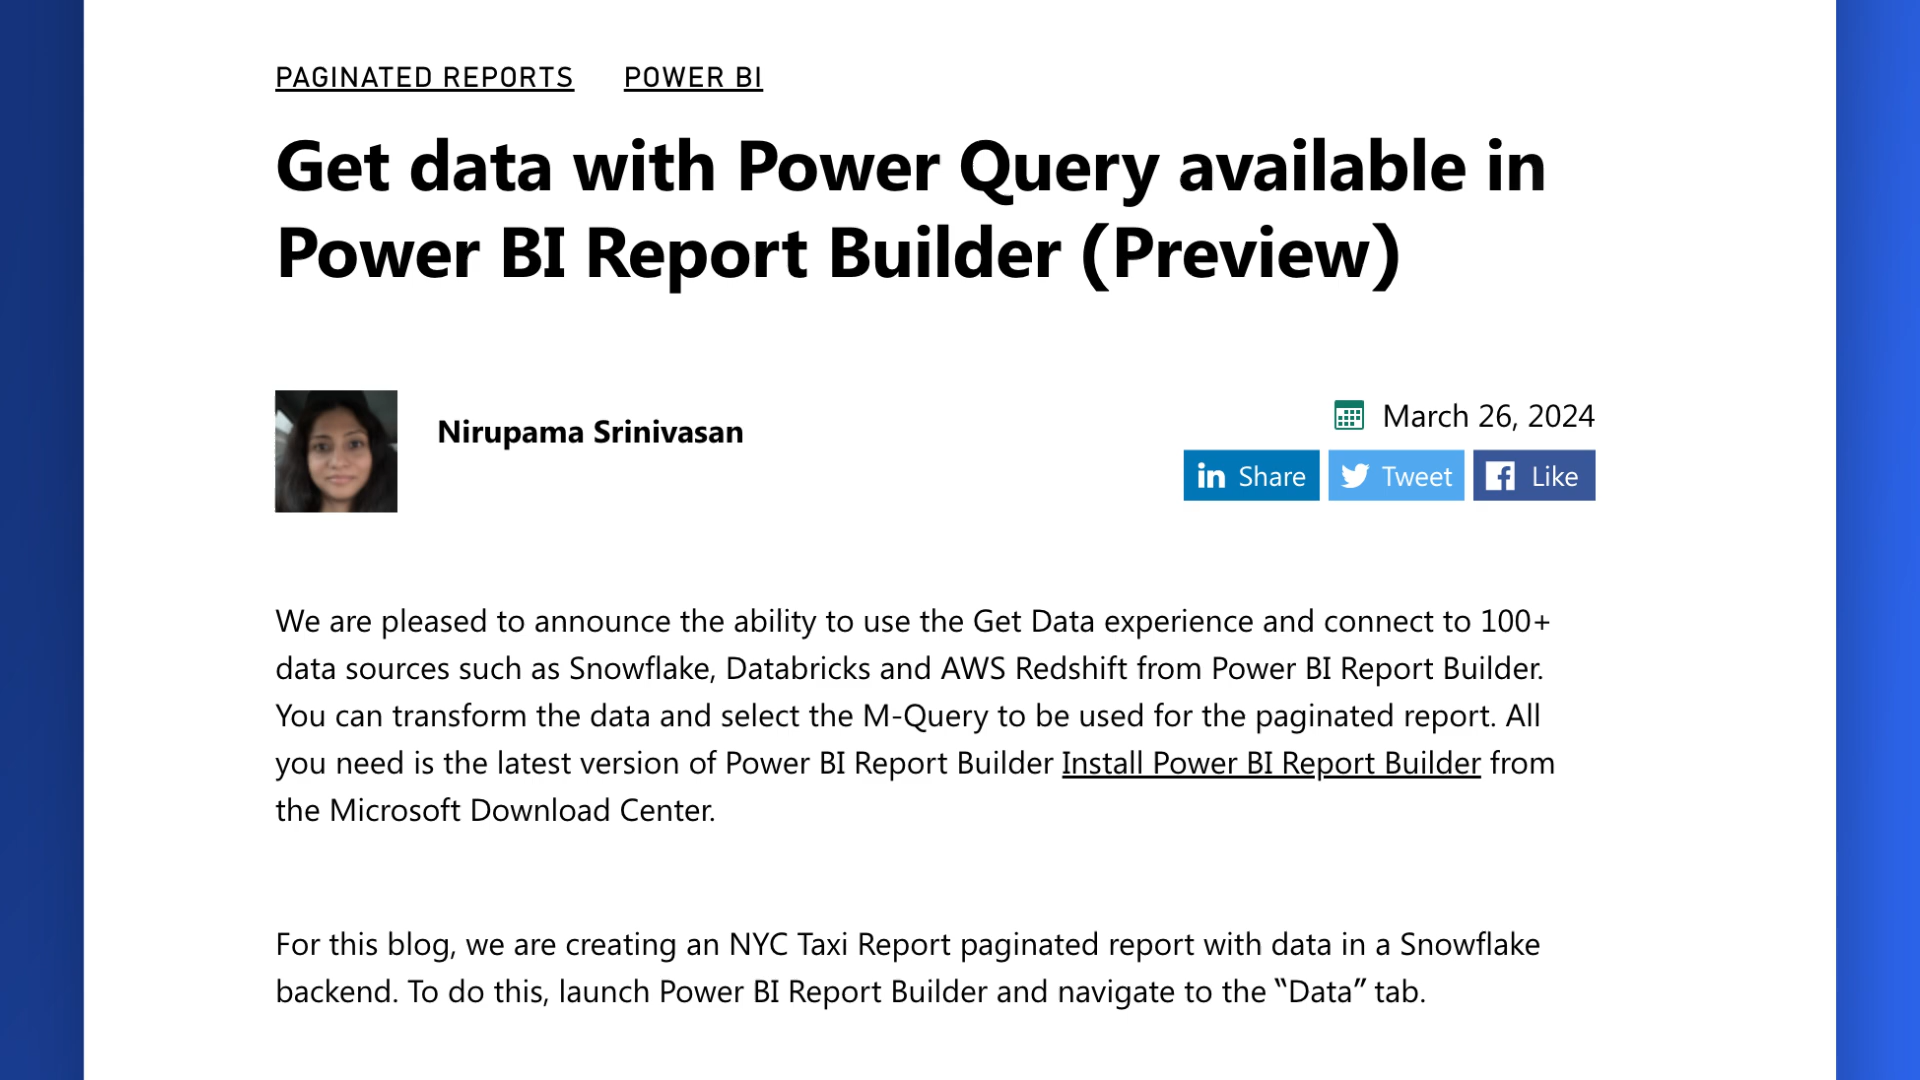 PAGINATED REPORTS POWER BI
Get data with Power Query available in
Power BI Report Builder (Preview)
Nirupama Srinivasan
March 26, 2024
in Share Tweet Like
We are pleased to announce the ability to use the Get Data experience and connect to 100+
data sources such as Snowflake, Databricks and AWS Redshift from Power BI Report Builder.
You can transform the data and select the M-Query to be used for the paginated report. All
you need is the latest version of Power BI Report Builder Install Power BI Report Builder from
the Microsoft Download Center.
For this blog, we are creating an NYC Taxi Report paginated report with data in a Snowflake
backend. To do this, launch Power BI Report Builder and navigate to the “Data” tab.